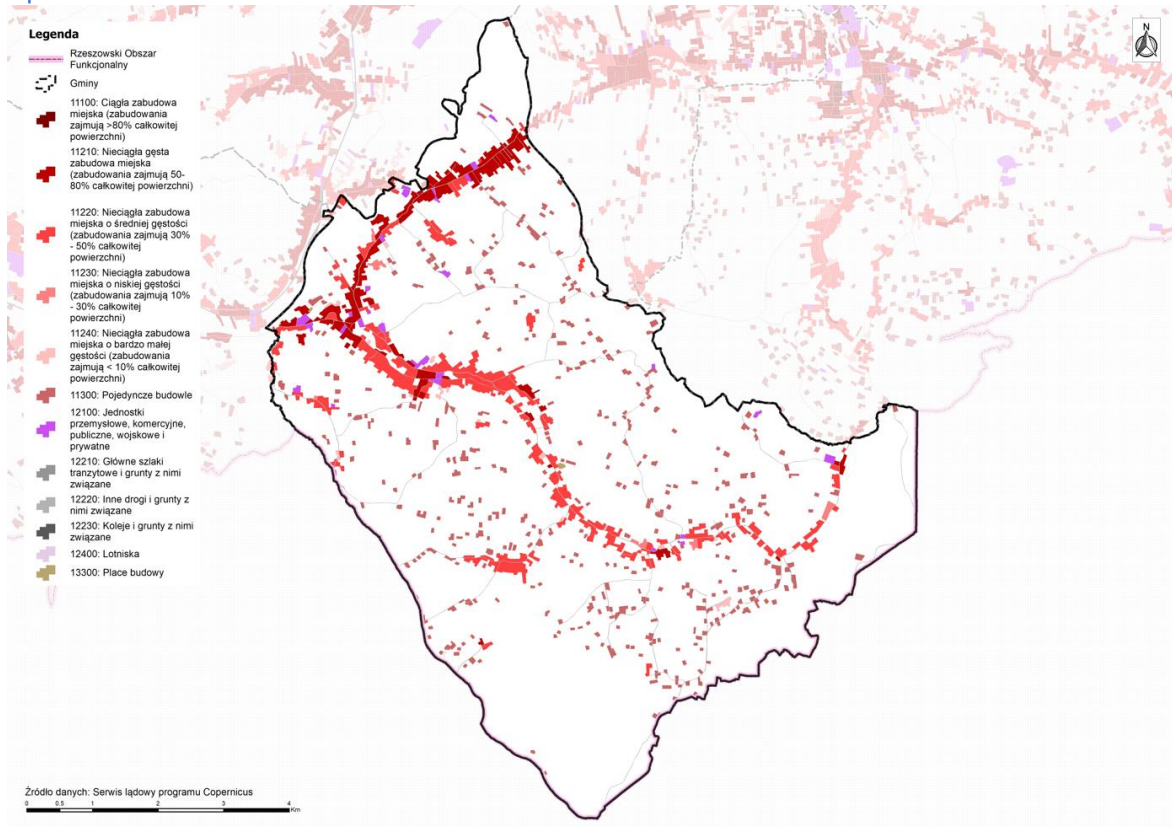 Legenda
Rzeszowski Obszar
Funkcjonalny
Gminy
11100: Ciągła zabudowa
miejska (zabudowania
zajmują >80% całkowitej
powierzchni)
11210: Nieciągła gęsta
zabudowa miejska
(zabudowania zajmują 50-
80% całkowitej powierzchni)
11220: Nieciągła zabudowa
miejska o średniej gęstości
(zabudowania zajmują 30%
- 50% całkowitej
powierzchni)
11230: Nieciągła zabudowa
miejska o niskiej gęstości
(zabudowania zajmują 10%
- 30% całkowitej
powierzchni)
11240: Nieciągła zabudowa
miejska o bardzo małej
gęstości (zabudowania
zajmują < 10% całkowitej
powierzchni)
11300: Pojedyncze budowle
12100: Jednostki
przemysłowe, komercyjne,
publiczne, wojskowe i
prywatne
12210: Główne szlaki
tranzytowe i grunty z nimi
związane
12220: Inne drogi i grunty z
nimi związane
12230: Koleje i grunty z nimi
związane
12400: Lotniska
13300: Place budowy
N
Źródło danych: Serwis lądowy programu Copernicus
0 0.5 1 2 3 4
Km